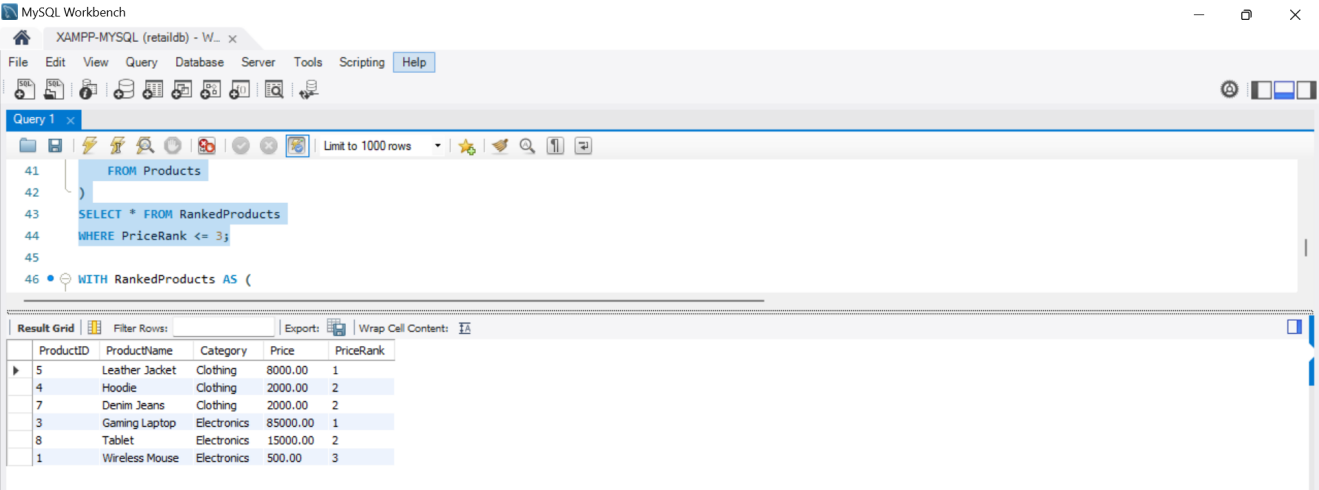 MySQL Workbench
XAMPP-MYSQL (retaildb) - W... ×
File Edit View Query Database Server Tools Scripting Help
Query 1 ×
Limit to 1000 rows
41 FROM Products
42 )
43 SELECT * FROM RankedProducts
44 WHERE PriceRank <= 3;
45
46 WITH RankedProducts AS (
Result Grid Filter Rows: Export: Wrap Cell Content: IA
ProductID ProductName Category Price PriceRank
5 Leather Jacket Clothing 8000.00 1
4 Hoodie Clothing 2000.00 2
7 Denim Jeans Clothing 2000.00 2
3 Gaming Laptop Electronics 85000.00 1
8 Tablet Electronics 15000.00 2
1 Wireless Mouse Electronics 500.00 3